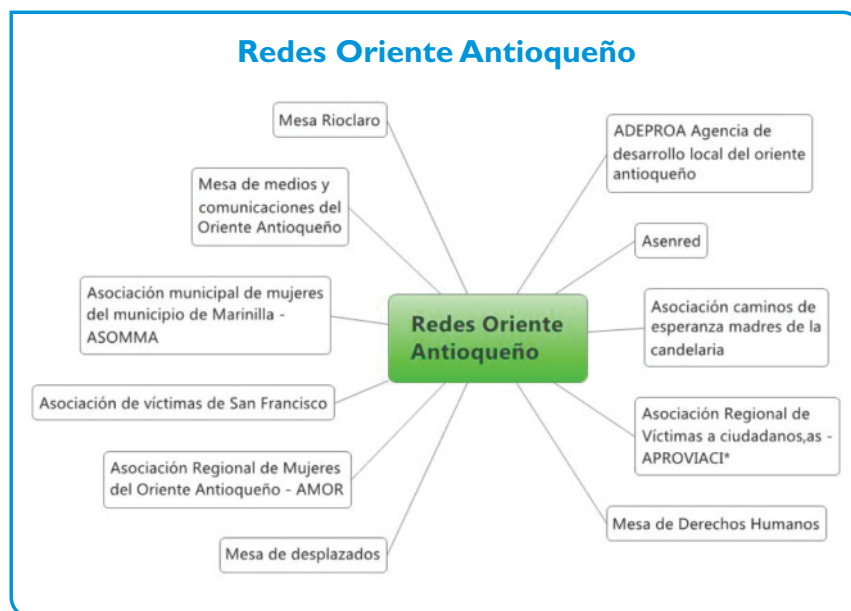 Redes Oriente Antioqueño
Mesa Rioclaro
Mesa de medios y
comunicaciones del
Oriente Antioqueño
Asociación municipal de mujeres
del municipio de Marinilla -
ASOMMA
Asociación de víctimas de San Francisco
Asociación Regional de Mujeres
del Oriente Antioqueño - AMOR
Mesa de desplazados
Redes Oriente
Antioqueño
ADEPROA Agencia de
desarrollo local del oriente
antioqueño
Asenred
Asociación caminos de
esperanza madres de la
candelaria
Asociación Regional de
Víctimas a ciudadanos,as -
APROVIACI*
Mesa de Derechos Humanos